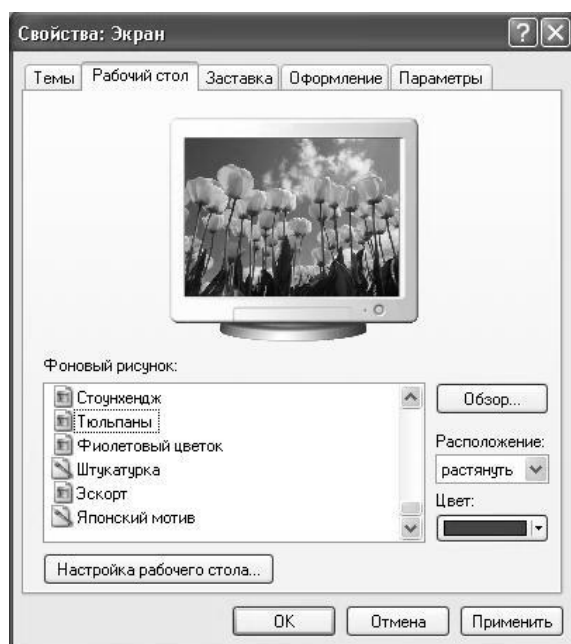 Свойства: Экран
Темы Рабочий стол Заставка Оформление Параметры
Фоновый рисунок:
Стоунхендж
Тюльпаны
Фиолетовый цветок
Штукатурка
Эскорт
Японский мотив
Обзор...
Расположение:
растянуть
Цвет:
Настройка рабочего стола...
OK Отмена Применить